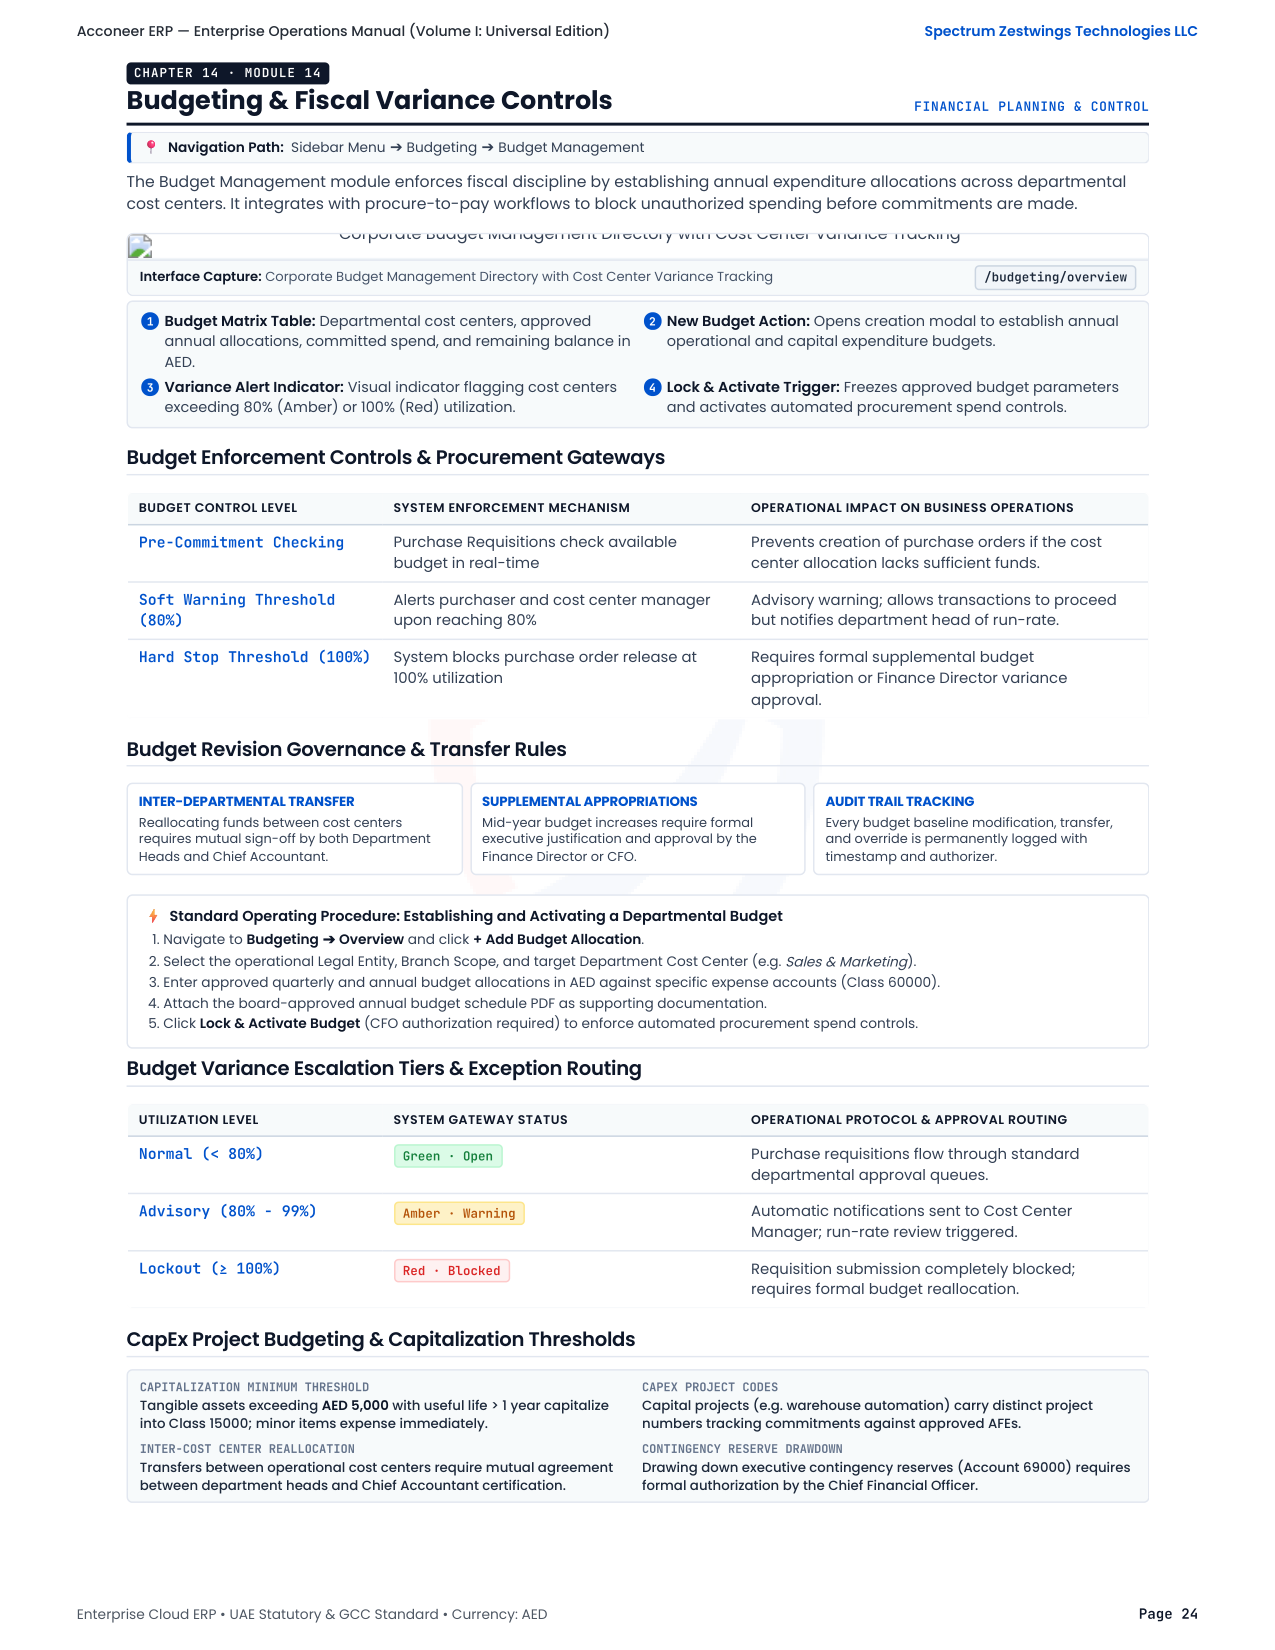 Acconeer ERP — Enterprise Operations Manual (Volume I: Universal Edition)
Spectrum Zestwings Technologies LLC
CHAPTER 14 · MODULE 14
Budgeting & Fiscal Variance Controls
FINANCIAL PLANNING & CONTROL
Navigation Path: Sidebar Menu ➔ Budgeting ➔ Budget Management
The Budget Management module enforces fiscal discipline by establishing annual expenditure allocations across departmental
cost centers. It integrates with procure-to-pay workflows to block unauthorized spending before commitments are made.
Corporate Budget Management Directory with Cost Center Variance Tracking
Interface Capture: Corporate Budget Management Directory with Cost Center Variance Tracking
/budgeting/overview
1 Budget Matrix Table: Departmental cost centers, approved
annual allocations, committed spend, and remaining balance in
AED.
2 New Budget Action: Opens creation modal to establish annual
operational and capital expenditure budgets.
3 Variance Alert Indicator: Visual indicator flagging cost centers
exceeding 80% (Amber) or 100% (Red) utilization.
4 Lock & Activate Trigger: Freezes approved budget parameters
and activates automated procurement spend controls.
Budget Enforcement Controls & Procurement Gateways
BUDGET CONTROL LEVEL
SYSTEM ENFORCEMENT MECHANISM
OPERATIONAL IMPACT ON BUSINESS OPERATIONS
Pre-Commitment Checking
Purchase Requisitions check available
budget in real-time
Prevents creation of purchase orders if the cost
center allocation lacks sufficient funds.
Soft Warning Threshold
(80%)
Alerts purchaser and cost center manager
upon reaching 80%
Advisory warning; allows transactions to proceed
but notifies department head of run-rate.
Hard Stop Threshold (100%)
System blocks purchase order release at
100% utilization
Requires formal supplemental budget
appropriation or Finance Director variance
approval.
Budget Revision Governance & Transfer Rules
INTER-DEPARTMENTAL TRANSFER
Reallocating funds between cost centers
requires mutual sign-off by both Department
Heads and Chief Accountant.
SUPPLEMENTAL APPROPRIATIONS
Mid-year budget increases require formal
executive justification and approval by the
Finance Director or CFO.
AUDIT TRAIL TRACKING
Every budget baseline modification, transfer,
and override is permanently logged with
timestamp and authorizer.
Standard Operating Procedure: Establishing and Activating a Departmental Budget
1. Navigate to Budgeting ➔ Overview and click + Add Budget Allocation.
2. Select the operational Legal Entity, Branch Scope, and target Department Cost Center (e.g. Sales & Marketing).
3. Enter approved quarterly and annual budget allocations in AED against specific expense accounts (Class 60000).
4. Attach the board-approved annual budget schedule PDF as supporting documentation.
5. Click Lock & Activate Budget (CFO authorization required) to enforce automated procurement spend controls.
Budget Variance Escalation Tiers & Exception Routing
UTILIZATION LEVEL
SYSTEM GATEWAY STATUS
OPERATIONAL PROTOCOL & APPROVAL ROUTING
Normal (< 80%)
Green · Open
Purchase requisitions flow through standard
departmental approval queues.
Advisory (80% - 99%)
Amber · Warning
Automatic notifications sent to Cost Center
Manager; run-rate review triggered.
Lockout (≥ 100%)
Red · Blocked
Requisition submission completely blocked;
requires formal budget reallocation.
CapEx Project Budgeting & Capitalization Thresholds
CAPITALIZATION MINIMUM THRESHOLD
Tangible assets exceeding AED 5,000 with useful life > 1 year capitalize
into Class 15000; minor items expense immediately.
CAPEX PROJECT CODES
Capital projects (e.g. warehouse automation) carry distinct project
numbers tracking commitments against approved AFEs.
INTER-COST CENTER REALLOCATION
Transfers between operational cost centers require mutual agreement
between department heads and Chief Accountant certification.
CONTINGENCY RESERVE DRAWDOWN
Drawing down executive contingency reserves (Account 69000) requires
formal authorization by the Chief Financial Officer.
Enterprise Cloud ERP • UAE Statutory & GCC Standard • Currency: AED
Page 24